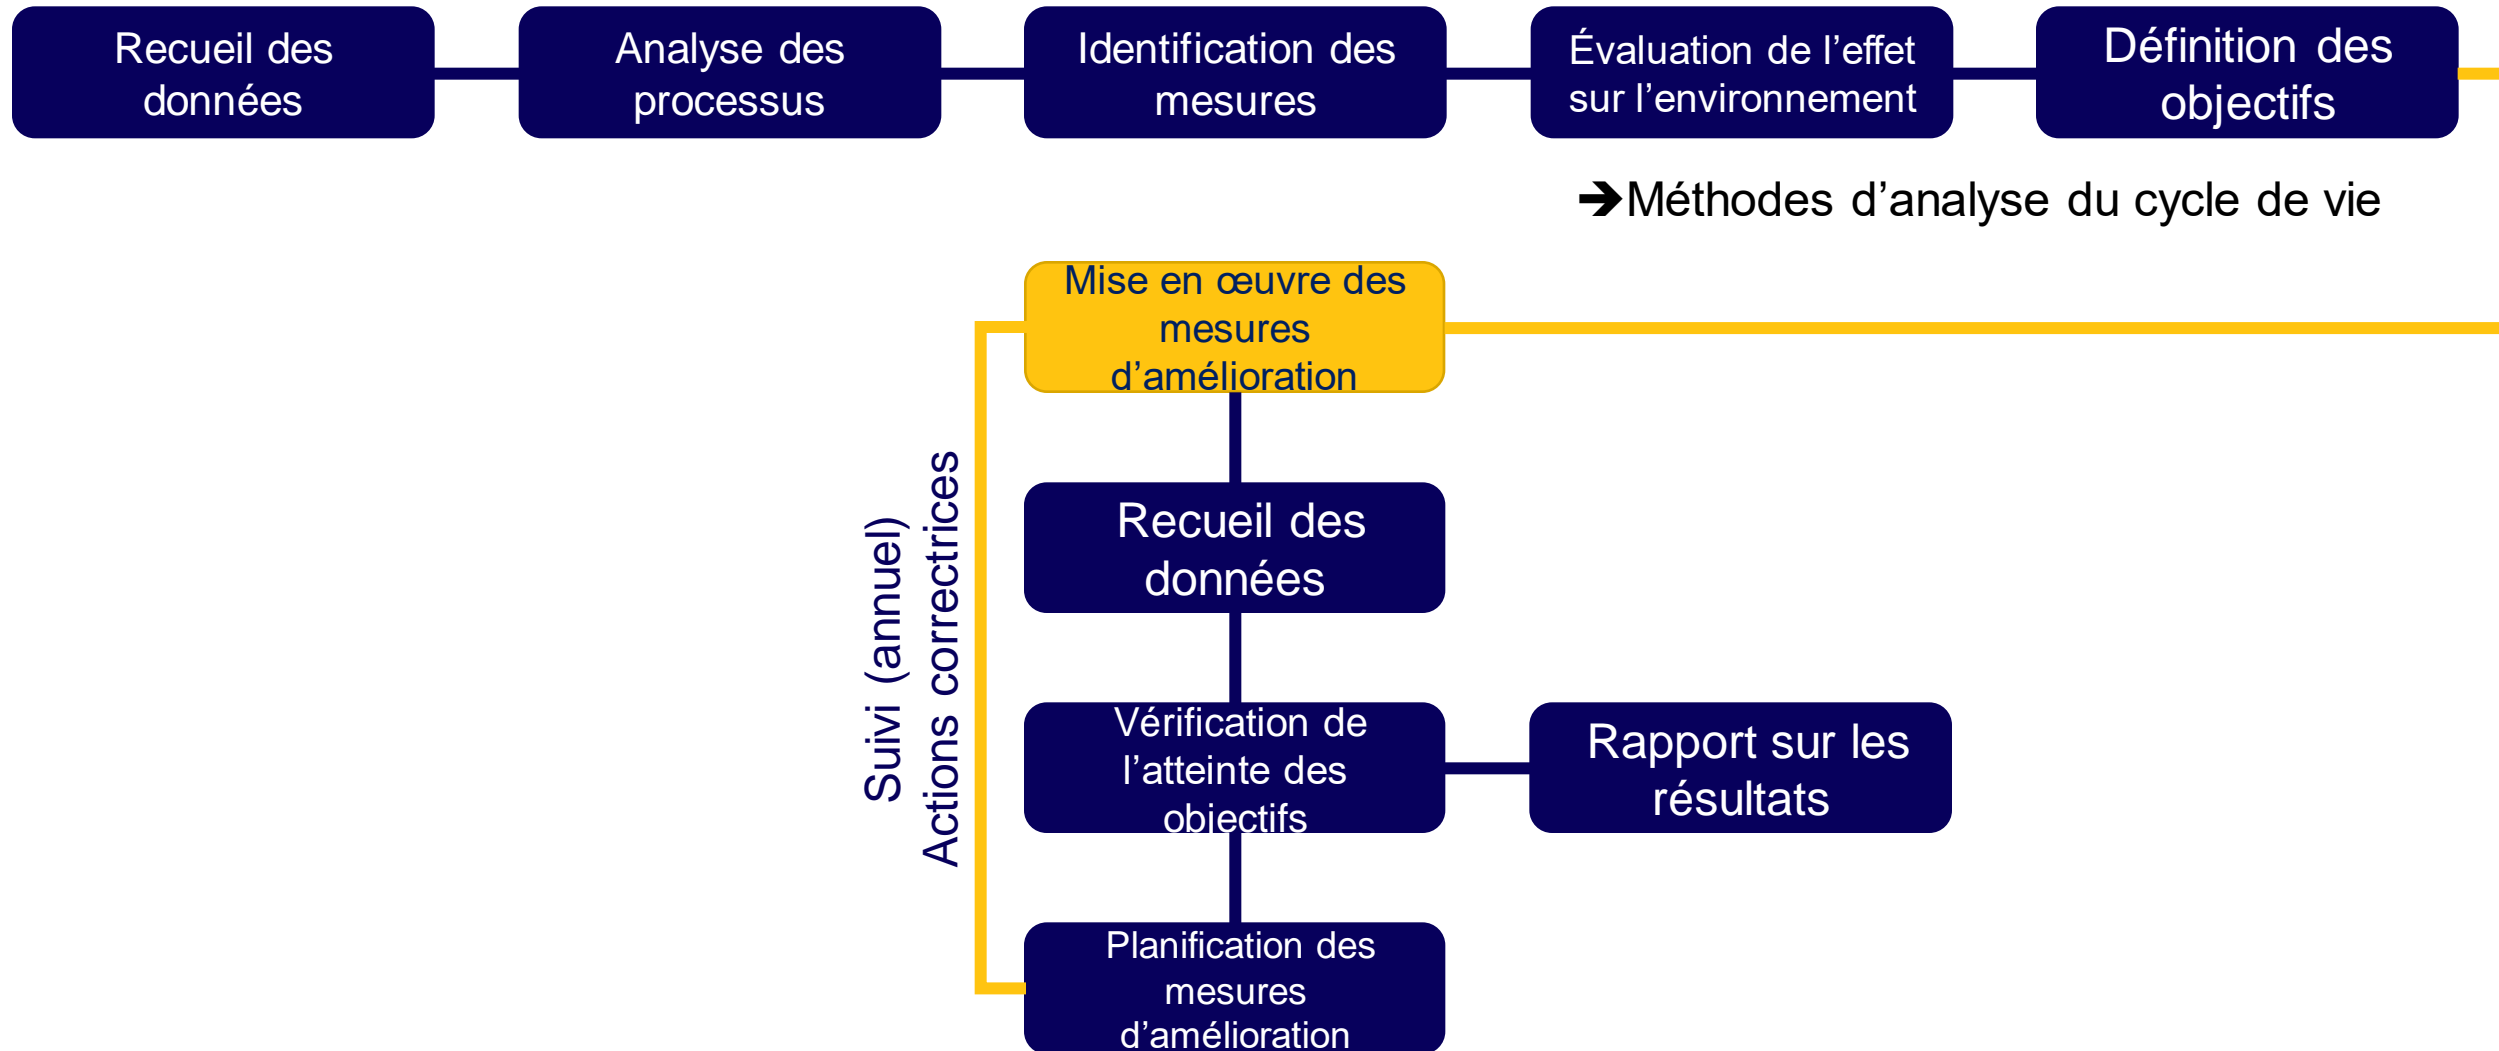 Recueil des
données
Analyse des
processus
Identification des
mesures
Évaluation de l’effet
sur l’environnement
Définition des
objectifs
➔Méthodes d’analyse du cycle de vie
Mise en œuvre des
mesures
d’amélioration
Suivi (annuel)
Actions correctrices
Recueil des
données
Vérification de
l’atteinte des
objectifs
Rapport sur les
résultats
Planification des
mesures
d’amélioration